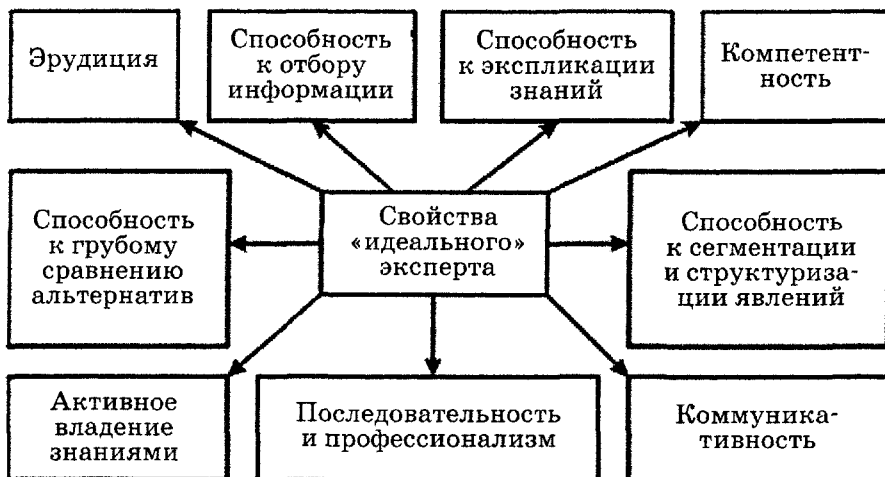 Эрудиция
Способность
к отбору
информации
Способность
к экспликации
знаний
Компетент-
ность
Способность
к грубому
сравнению
альтернатив
Свойства
«идеального»
эксперта
Способность
к сегментации
и структуриза-
ции явлений
Активное
владение
знаниями
Последовательность
и профессионализм
Коммуника-
тивность